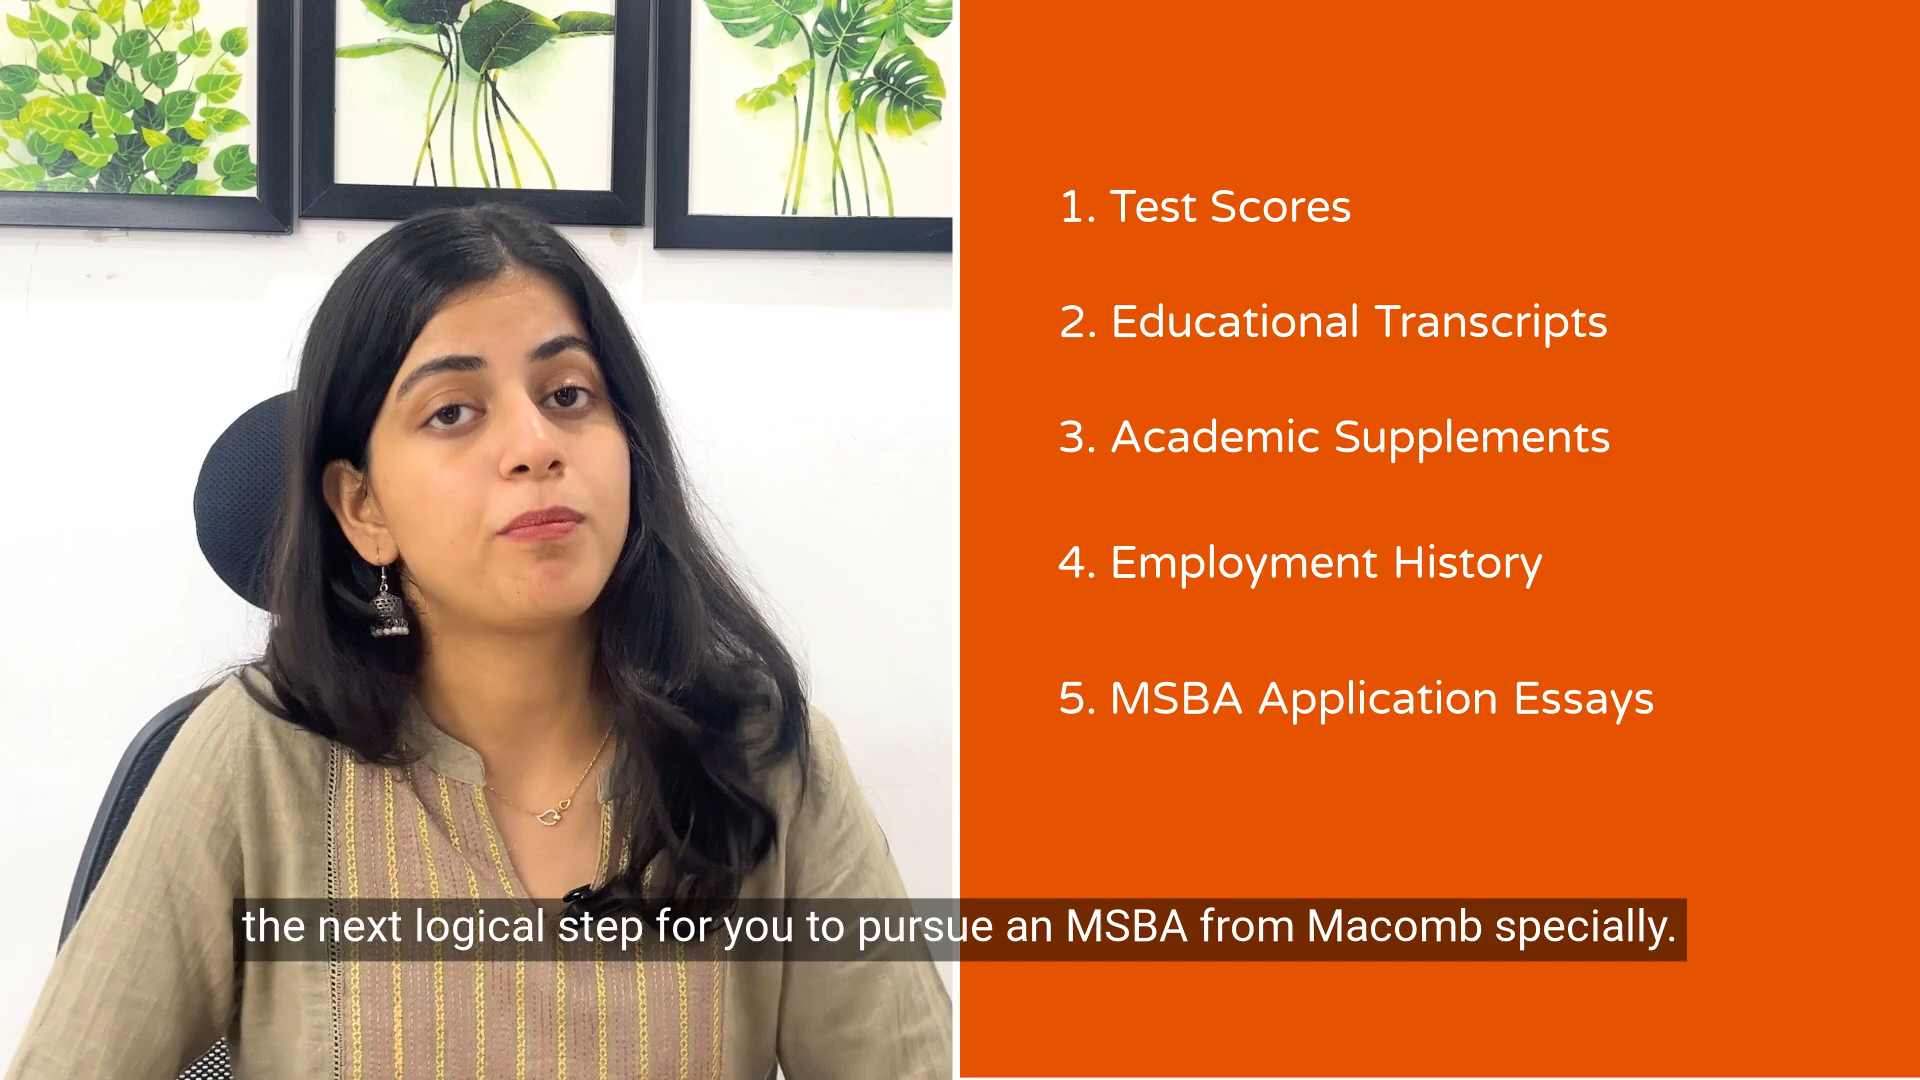 1. Test Scores
2. Educational Transcripts
3. Academic Supplements
4. Employment History
5. MSBA Application Essays
the next logical step for you to pursue an MSBA from Macomb specially.